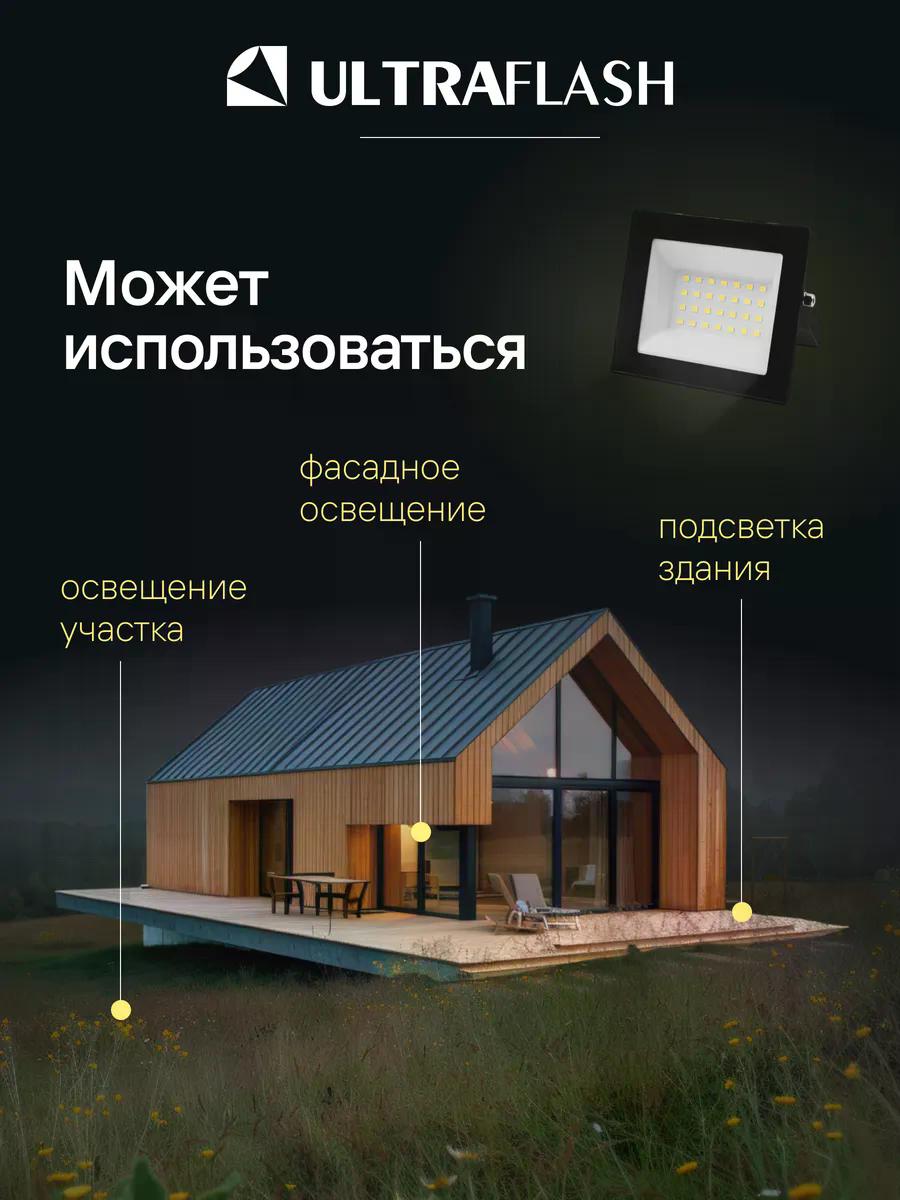 ULTRAFLASH
Может
использоваться
фасадное
освещение
подсветка
здания
освещение
участка